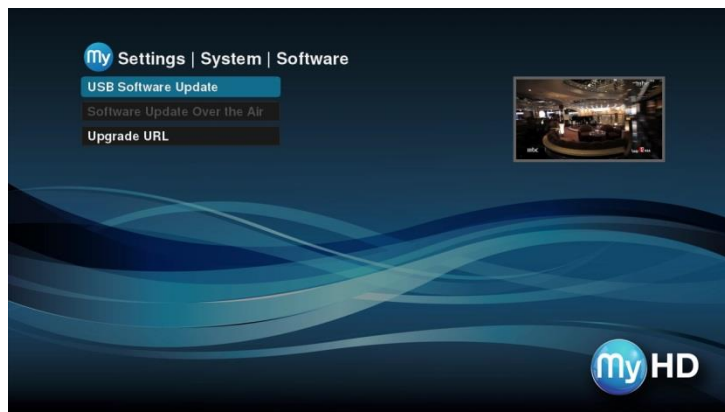 My Settings | System | Software
USB Software Update
Software Update Over the Air
Upgrade URL
My HD